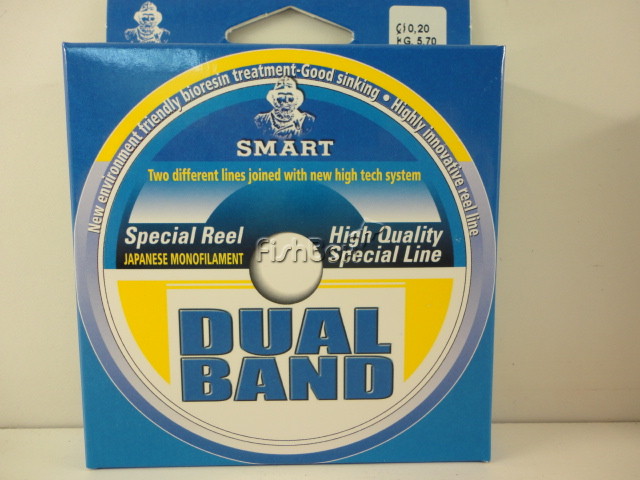 0,20
KG. 5.70
New environment friendly bioresin treatment-Good sinking • Highly innovative reel line
SMART
Two different lines joined with new high tech system
Special Reel
JAPANESE MONOFILAMENT
High Quality
Special Line
DUAL
BAND